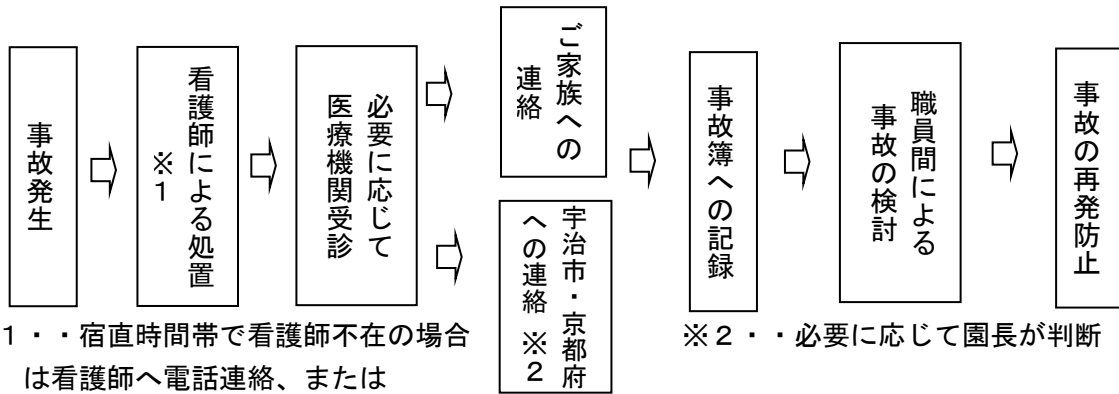 事故発生
看護師による処置
※1
必要に応じて
医療機関受診
ご家族への
連絡
宇治市・京都府
への連絡 ※2
事故簿への記録
職員間による
事故の検討
事故の再発防止
1・・宿直時間帯で看護師不在の場合
は看護師へ電話連絡、または
※2・・必要に応じて園長が判断